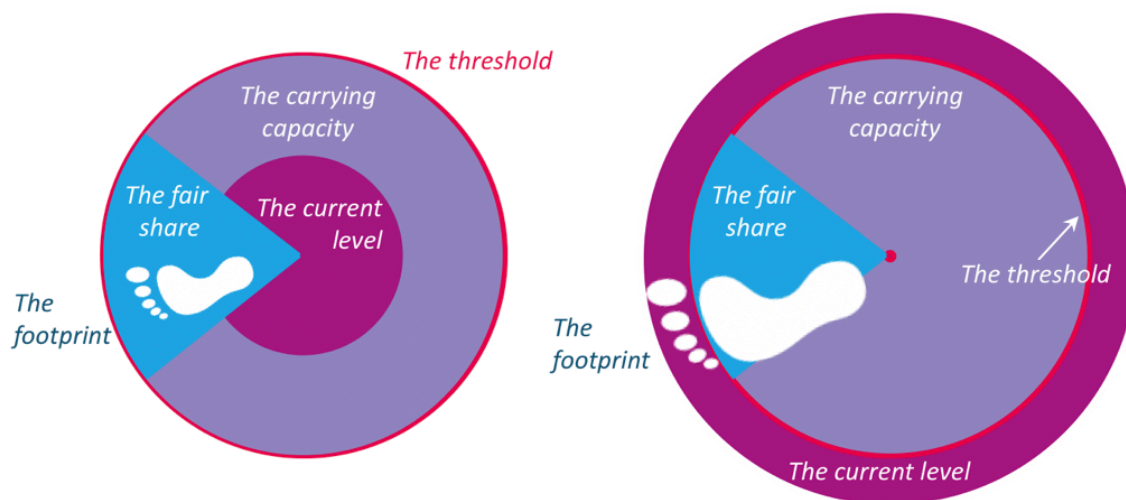 The threshold
The carrying
capacity
The fair
share
The current
level
The
footprint
The carrying
capacity
The fair
share
The threshold
The
footprint
The current level